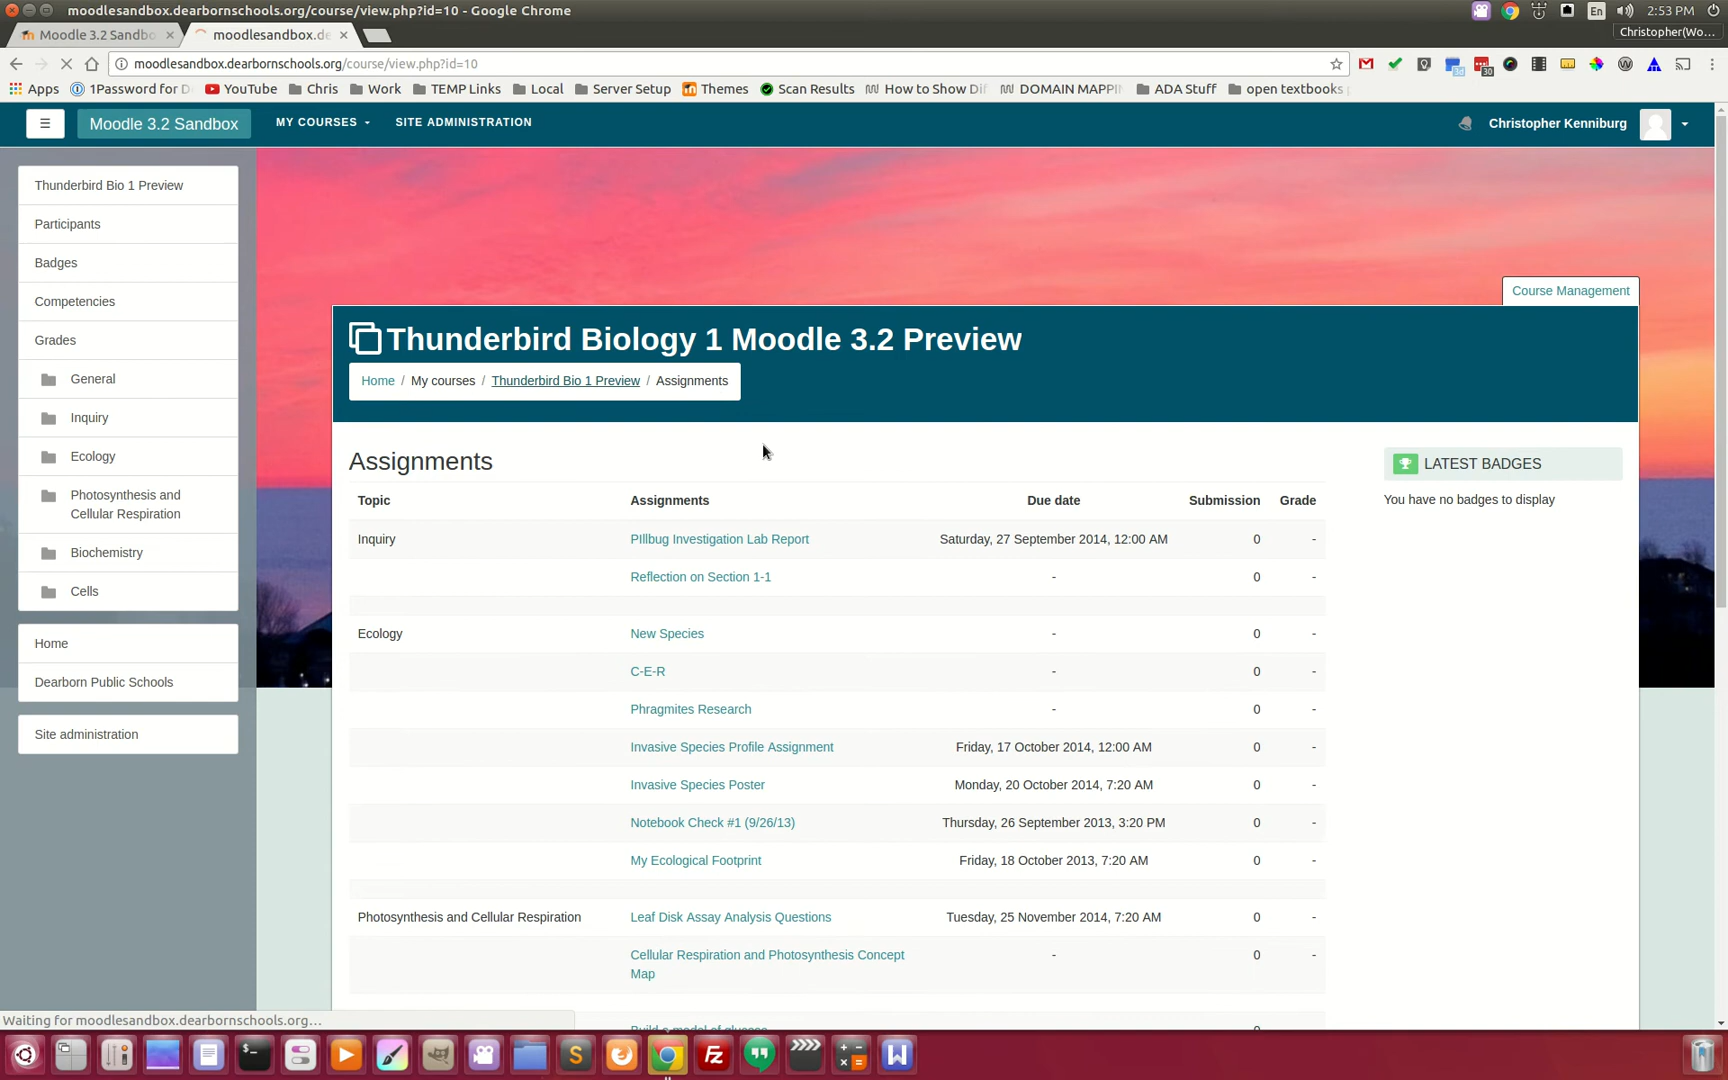 moodlesandbox.dearbornschools.org/course/view.php?id=10 - Google Chrome
En 2:53 PM
Moodle 3.2 Sandbo
moodlesandbox.de
Christopher(Wo...
moodlesandbox.dearbornschools.org/course/view.php?id=10
30
Apps 1Password for D YouTube Chris Work TEMP Links Local Server Setup Themes Scan Results How to Show Dif DOMAIN MAPPI ADA Stuff open textbooks
Moodle 3.2 Sandbox MY COURSES SITE ADMINISTRATION Christopher Kenniburg
Thunderbird Bio 1 Preview
Participants
Badges
Competencies
Grades
General
Inquiry
Ecology
Photosynthesis and
Cellular Respiration
Biochemistry
Cells
Home
Dearborn Public Schools
Site administration
Course Management
Thunderbird Biology 1 Moodle 3.2 Preview
Home / My courses / Thunderbird Bio 1 Preview / Assignments
Assignments
Topic Assignments Due date Submission Grade
Inquiry PIllbug Investigation Lab Report Saturday, 27 September 2014, 12:00 AM 0 -
Reflection on Section 1-1 - 0 -
Ecology New Species - 0 -
C-E-R - 0 -
Phragmites Research - 0 -
Invasive Species Profile Assignment Friday, 17 October 2014, 12:00 AM 0 -
Invasive Species Poster Monday, 20 October 2014, 7:20 AM 0 -
Notebook Check #1 (9/26/13) Thursday, 26 September 2013, 3:20 PM 0 -
My Ecological Footprint Friday, 18 October 2013, 7:20 AM 0 -
Photosynthesis and Cellular Respiration Leaf Disk Assay Analysis Questions Tuesday, 25 November 2014, 7:20 AM 0 -
Cellular Respiration and Photosynthesis Concept - 0 -
Map
Build a model of glucose 0
LATEST BADGES
You have no badges to display
Waiting for moodlesandbox.dearbornschools.org...